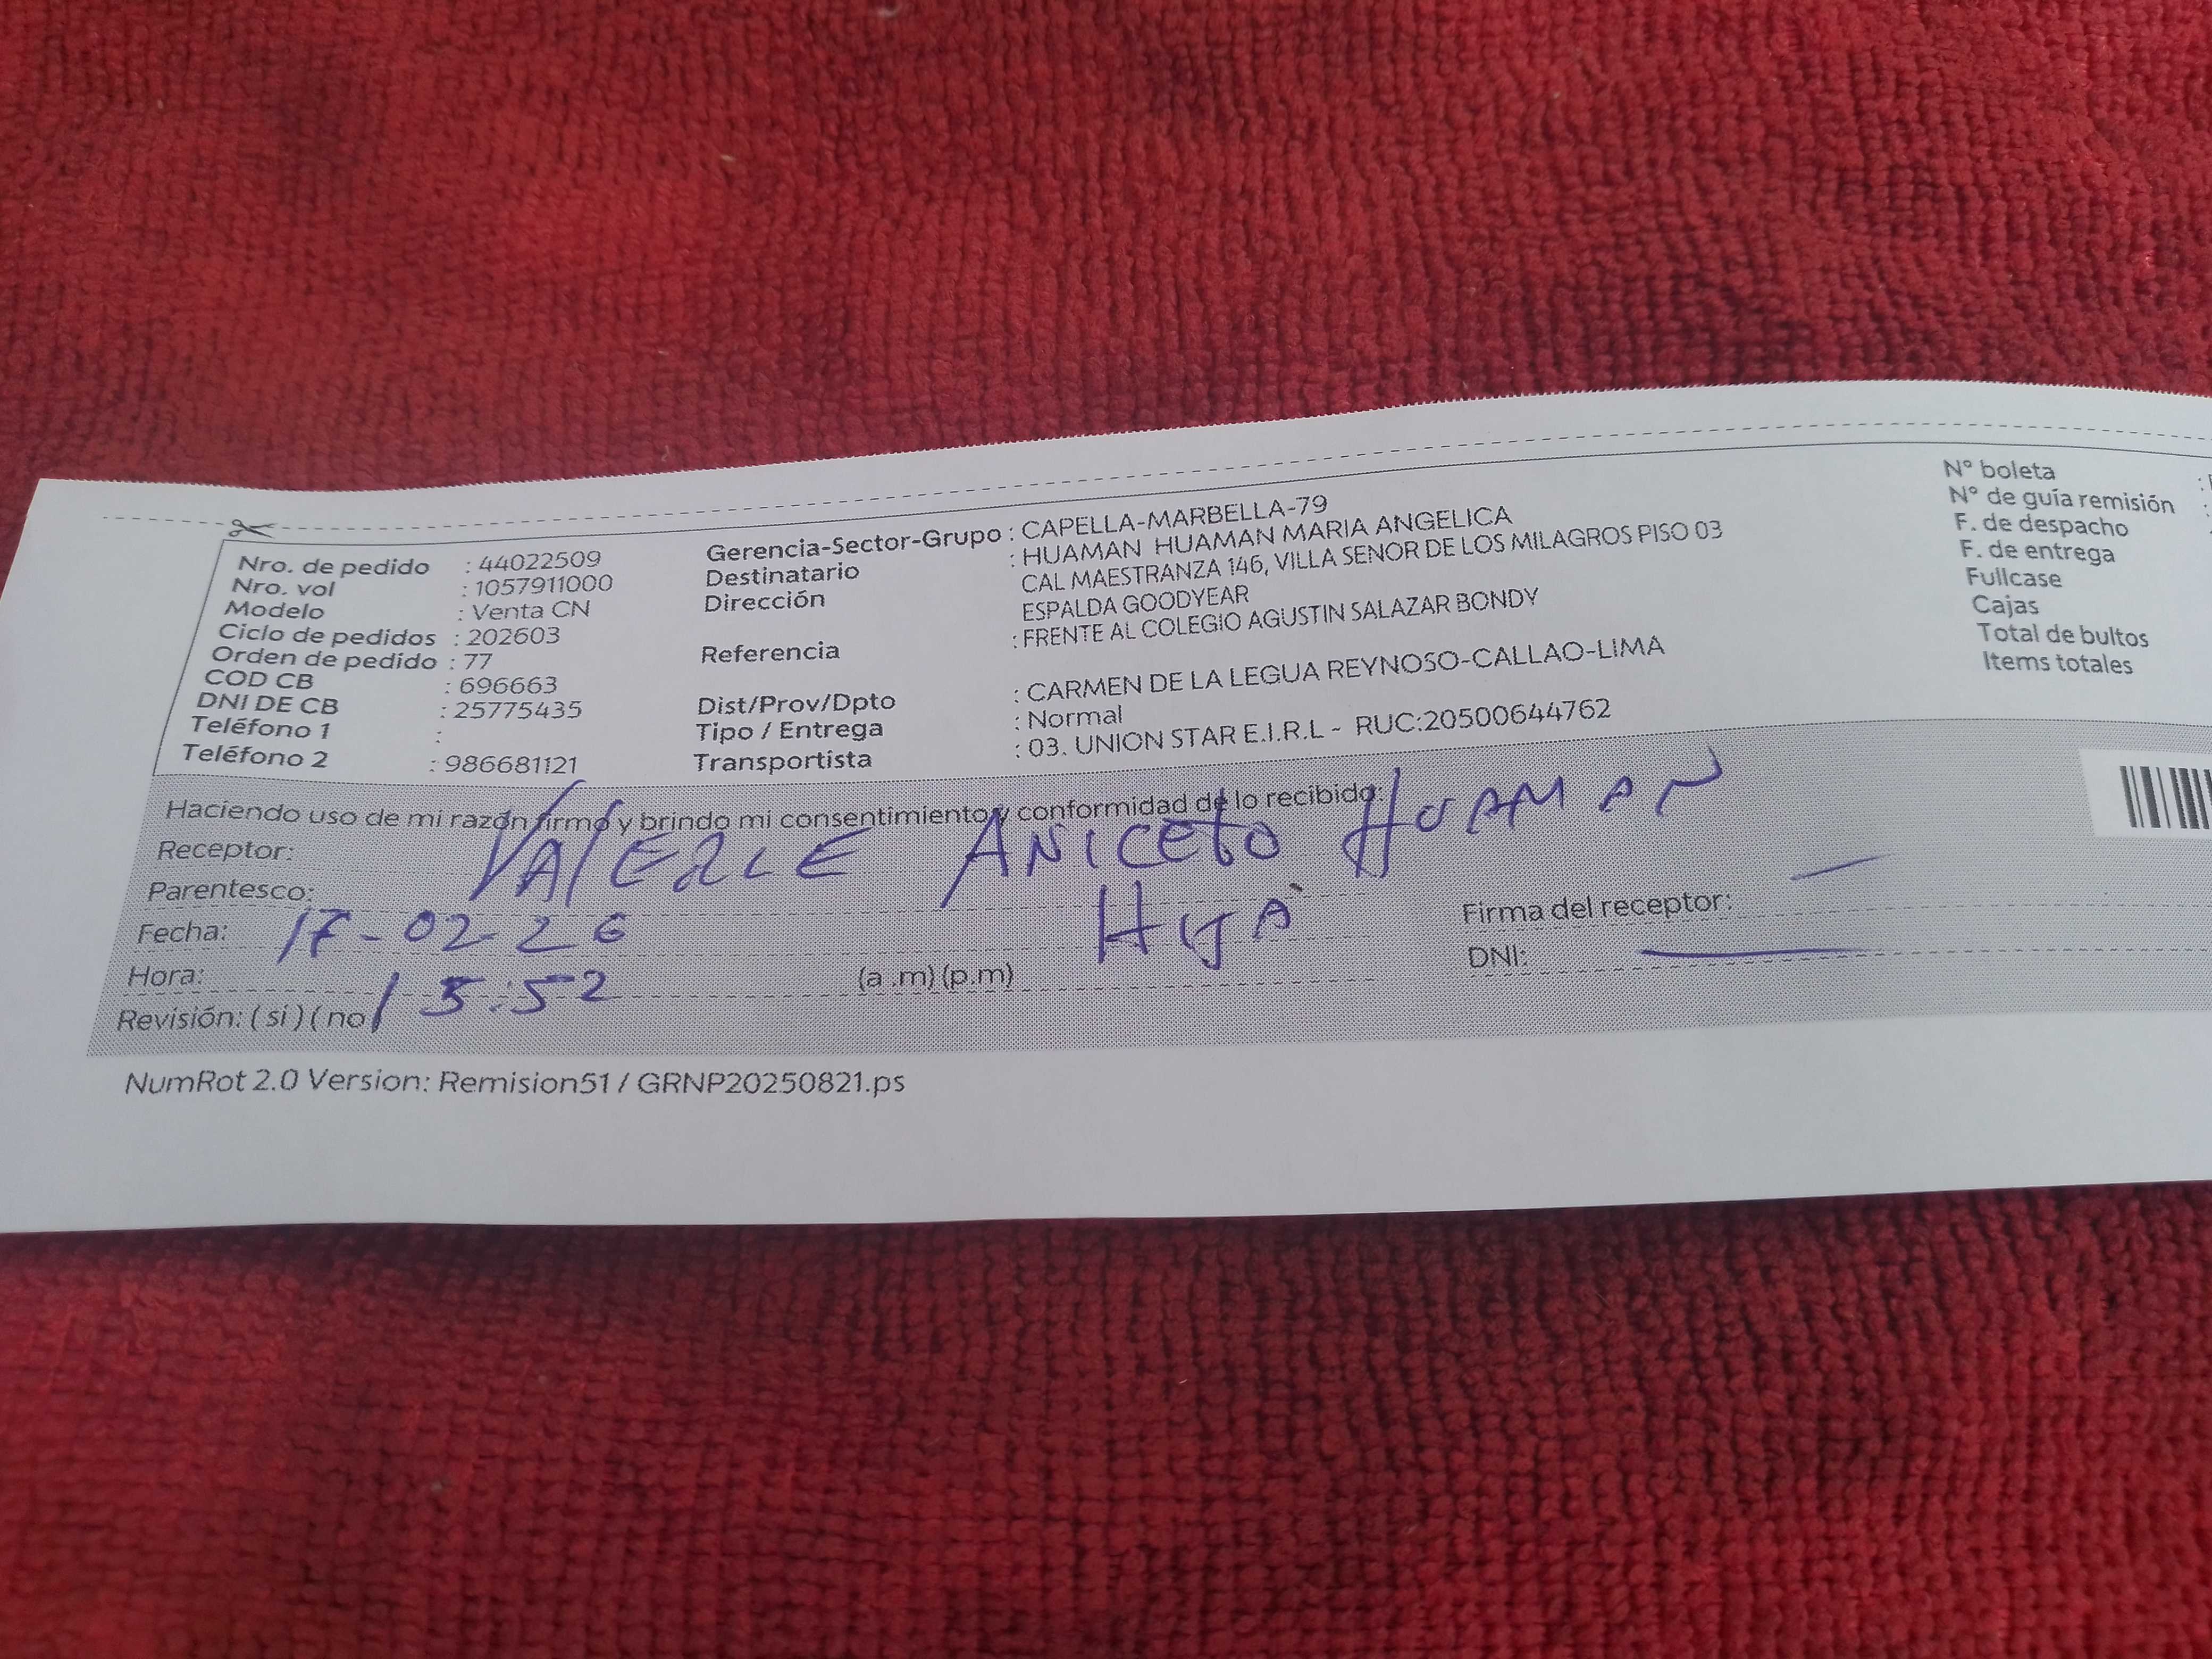 Nro. de pedido : 44022509
Nro. vol : 1057911000
Modelo : Venta CN
Ciclo de pedidos : 202603
Orden de pedido : 77
COD CB : 696663
DNI DE CB : 25775435
Teléfono 1 :
Teléfono 2 : 986681121
Gerencia-Sector-Grupo : CAPELLA-MARBELLA-79
Destinatario : HUAMAN HUAMAN MARIA ANGELICA
Dirección CAL MAESTRANZA 146, VILLA SENOR DE LOS MILAGROS PISO 03
ESPALDA GOODYEAR
Referencia : FRENTE AL COLEGIO AGUSTIN SALAZAR BONDY
Dist/Prov/Dpto : CARMEN DE LA LEGUA REYNOSO-CALLAO-LIMA
Tipo / Entrega : Normal
Transportista : 03. UNION STAR E.I.R.L - RUC:20500644762
N° boleta :
N° de guía remisión :
F. de despacho
F. de entrega
Fullcase
Cajas
Total de bultos
Items totales
Haciendo uso de mi razón firmo y brindo mi consentimiento y conformidad de lo recibido:
Receptor: ANICETO HUAMAN
Parentesco: HIJA
Fecha: 17-02-26
Hora: 15:52 (a .m) (p.m)
Revisión: ( si ) ( no
Firma del receptor:
DNI:
NumRot 2.0 Version: Remision51 / GRNP20250821.ps